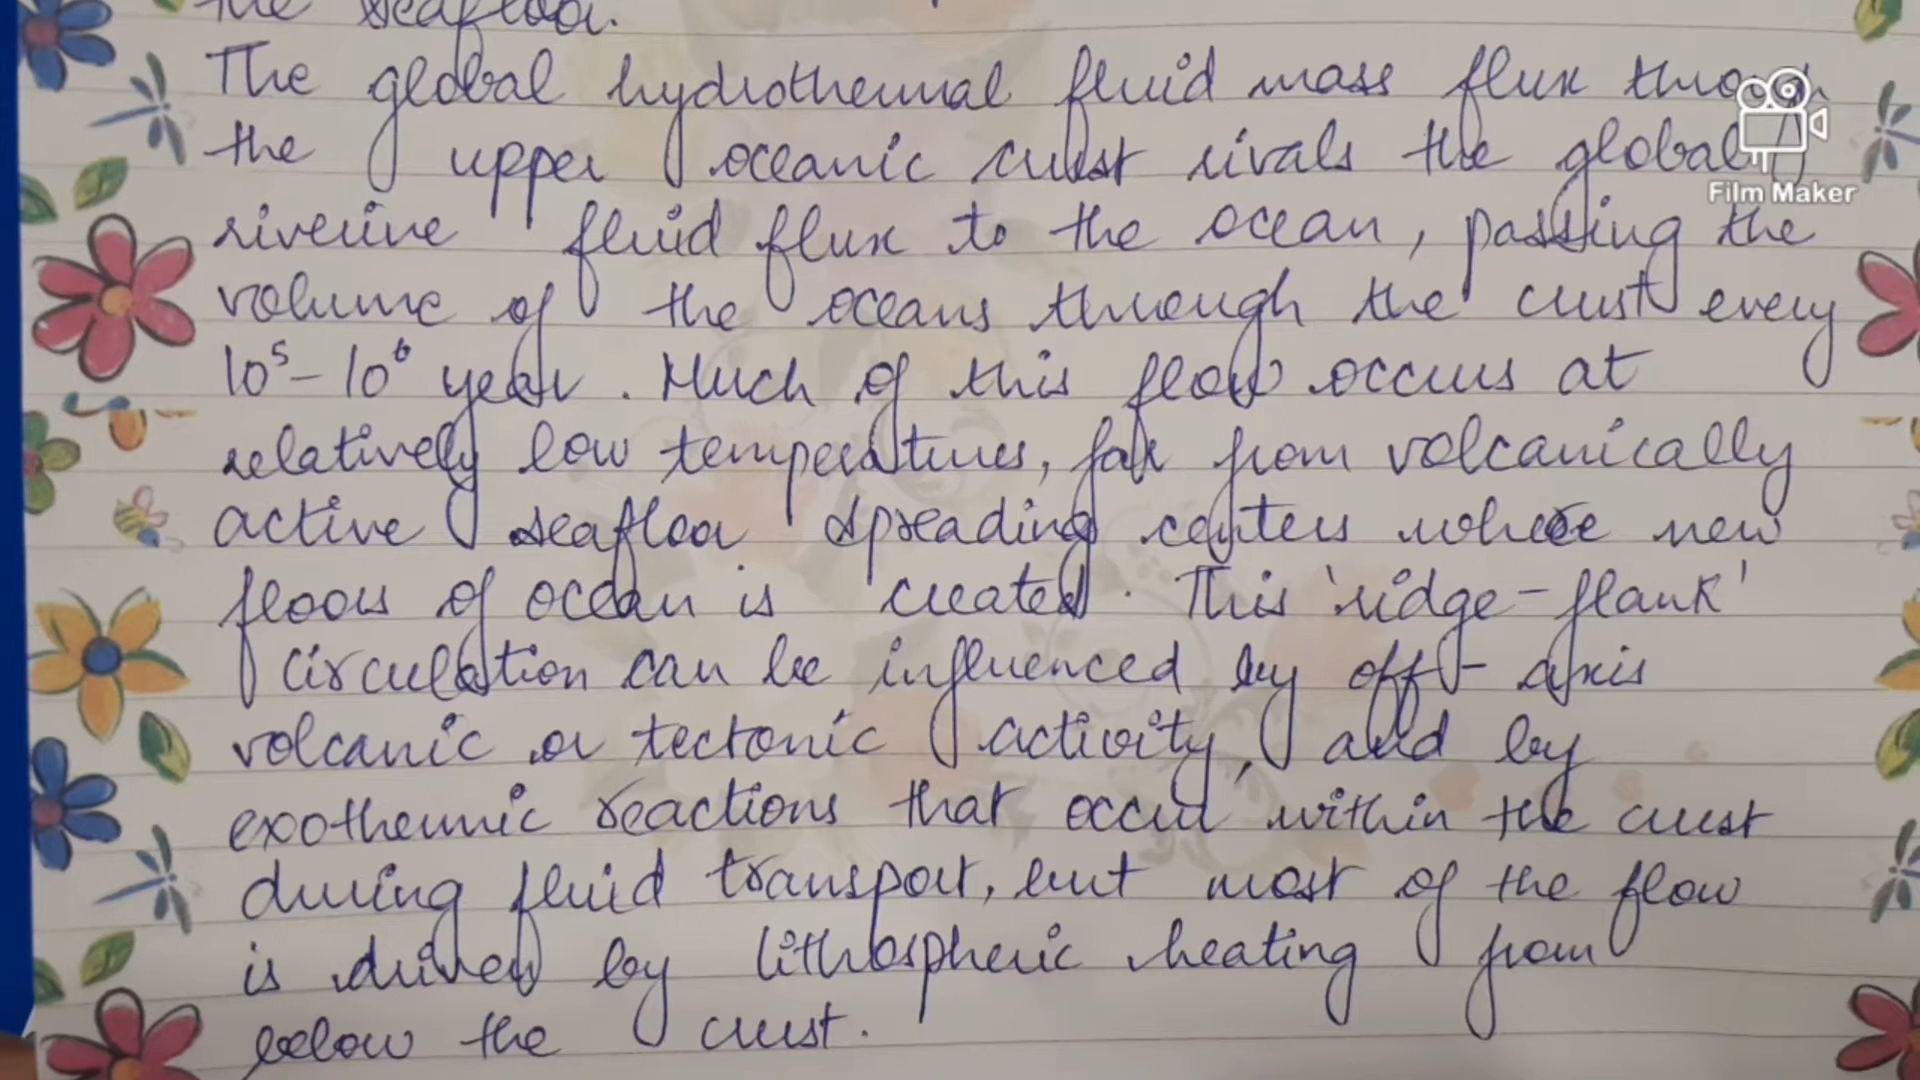 the seafloor.
The global hydrothermal fluid mass flux through
the upper oceanic crust rivals the global
riverine fluid flux to the ocean, passing the
volume of the oceans through the crust every
10⁵ - 10⁶ year. Much of this flow occurs at
relatively low temperatures, far from volcanically
active seafloor spreading centers where new
floors of ocean is created. This 'ridge-flank'
circulation can be influenced by off-axis
volcanic or tectonic activity, and by
exothermic reactions that occur within the crust
during fluid transport, but most of the flow
is driven by lithospheric heating from
below the crust.
Film Maker